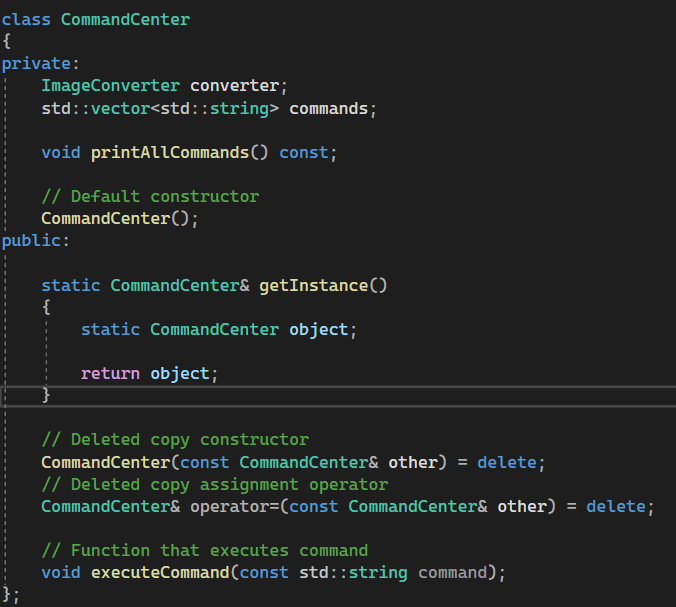 class CommandCenter
{
private:
    ImageConverter converter;
    std::vector<std::string> commands;

    void printAllCommands() const;

    // Default constructor
    CommandCenter();
public:

    static CommandCenter& getInstance()
    {
        static CommandCenter object;

        return object;
    }

    // Deleted copy constructor
    CommandCenter(const CommandCenter& other) = delete;
    // Deleted copy assignment operator
    CommandCenter& operator=(const CommandCenter& other) = delete;

    // Function that executes command
    void executeCommand(const std::string command);
};